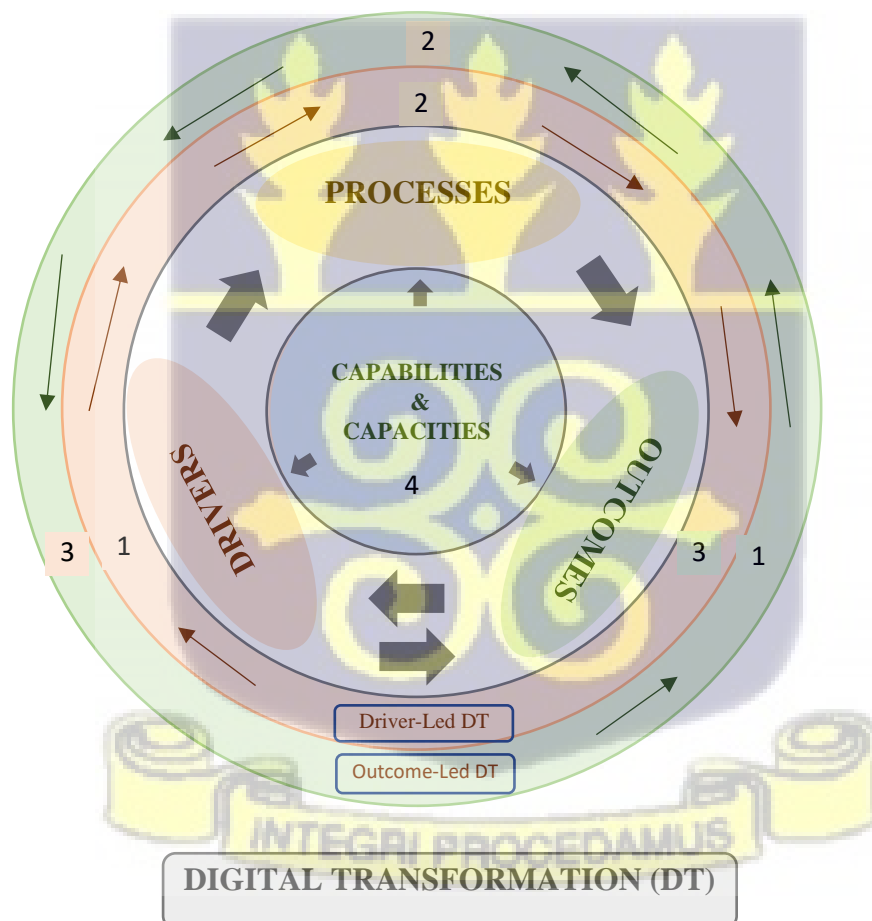 2
2
PROCESSES
CAPABILITIES
&
CAPACITIES
4
DRIVERS
OUTCOMES
3
1
3
1
Driver-Led DT
Outcome-Led DT
INTEGRI PROCEDAMUS
DIGITAL TRANSFORMATION (DT)